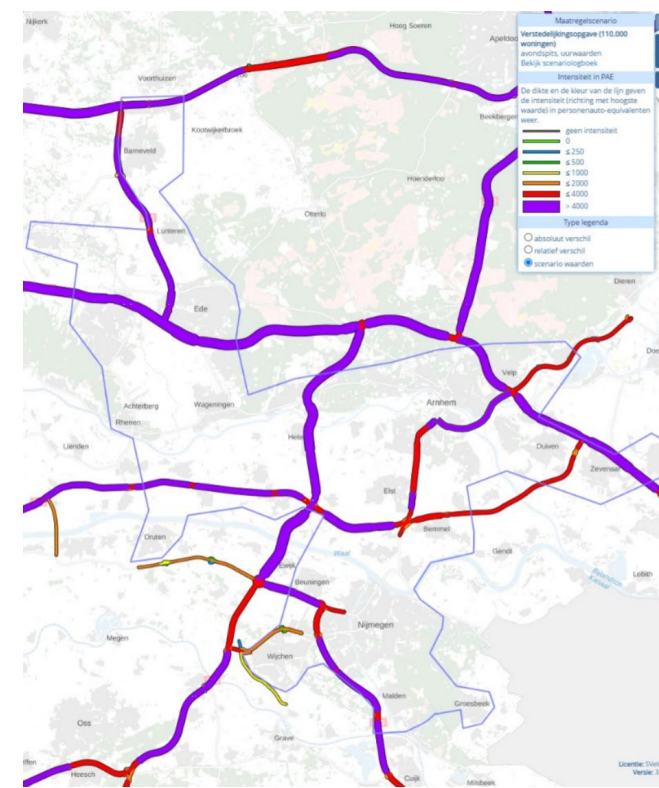 Nijkerk
Hoog Soeren
Voorthuizen
Beekbergen
Kootwijkerbroek
Barneveld
Hoenderloo
Otterlo
Lunteren
Dieren
Ede
Velp
Achterberg
Wageningen
Arnhem
Rhenen
Lienden
Duiven
Zevenaar
Elst
Bemmel
Gendt
Waal
Ewijk
Beuningen
Lobith
Megen
Nijmegen
Wijchen
Malden
Groesbeek
Oss
Grave
Heesch
Cuijk
Milsbeek
Maatregelscenario
Verstedelijkingsopgave (110.000
woningen)
avondspits, uurwaarden
Bekijk scenariologboek
Intensiteit in PAE
De dikte en de kleur van de lijn geven
de intensiteit (richting met hoogste
waarde) in personenauto-equivalenten
weer.
geen intensiteit
0
≤ 250
≤ 500
≤ 1000
≤ 2000
≤ 4000
> 4000
Type legenda
absoluut verschil
relatief verschil
scenario waarden
Licentie:
Versie: 3